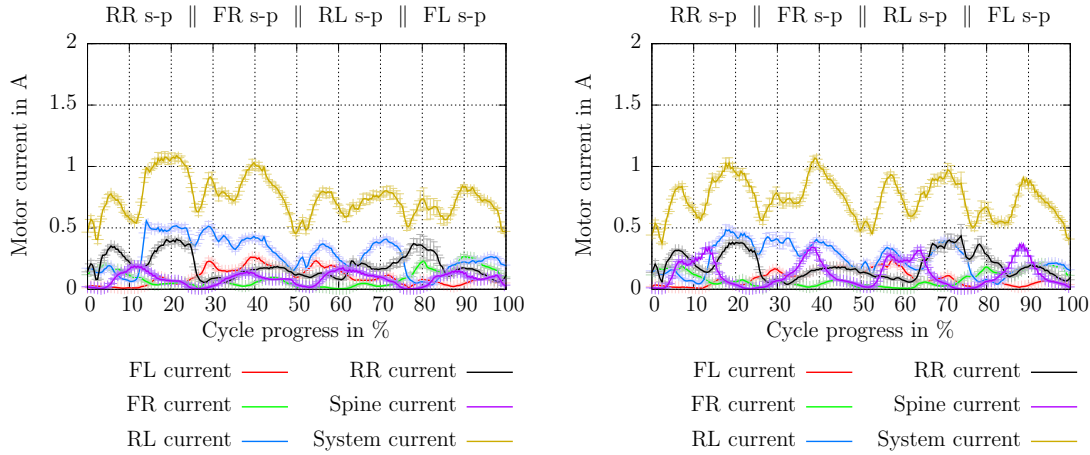 RR s-p ∥ FR s-p ∥ RL s-p ∥ FL s-p
2
1.5
1
0.5
0
Motor current in A
0 10 20 30 40 50 60 70 80 90 100
Cycle progress in %
FL current
RR current
FR current
Spine current
RL current
System current
RR s-p ∥ FR s-p ∥ RL s-p ∥ FL s-p
2
1.5
1
0.5
0
Motor current in A
0 10 20 30 40 50 60 70 80 90 100
Cycle progress in %
FL current
RR current
FR current
Spine current
RL current
System current